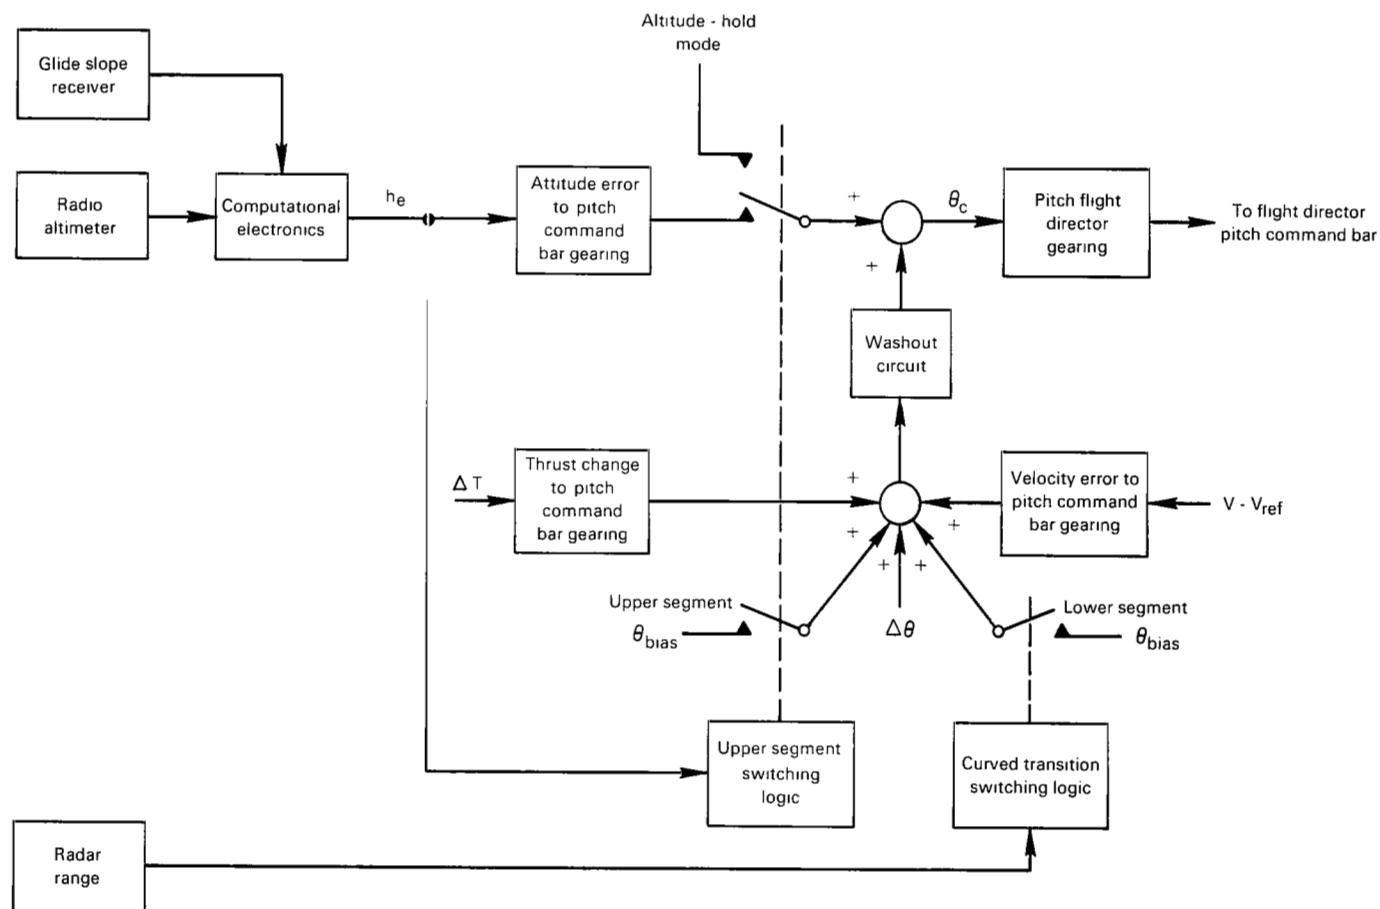 Altitude - hold
mode
Glide slope
receiver
Radio
altimeter
Computational
electronics
he
Attitude error
to pitch
command
bar gearing
+
+
θc
Pitch flight
director
gearing
To flight director
pitch command bar
Washout
circuit
Δ T
Thrust change
to pitch
command
bar gearing
+
+
+
+
+
Velocity error to
pitch command
bar gearing
V - Vref
Upper segment
θbias
Δθ
Lower segment
θbias
Upper segment
switching
logic
Curved transition
switching logic
Radar
range